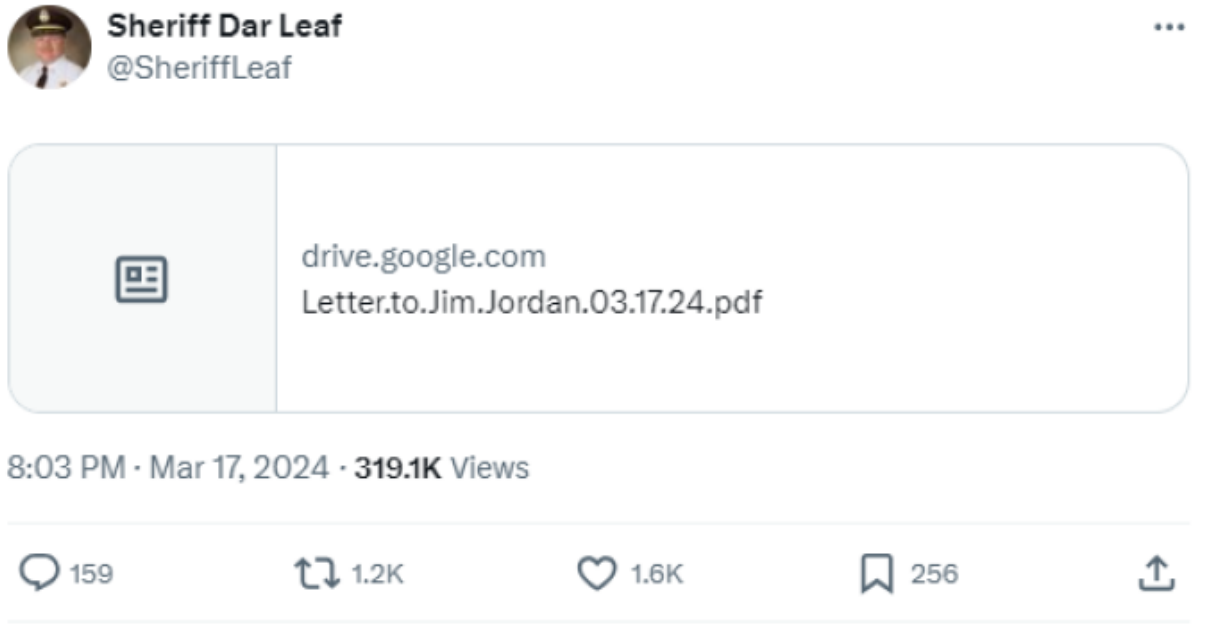 Sheriff Dar Leaf
@SheriffLeaf
drive.google.com
Letter.to.Jim.Jordan.03.17.24.pdf
8:03 PM · Mar 17, 2024 · 319.1K Views
159 1.2K 1.6K 256